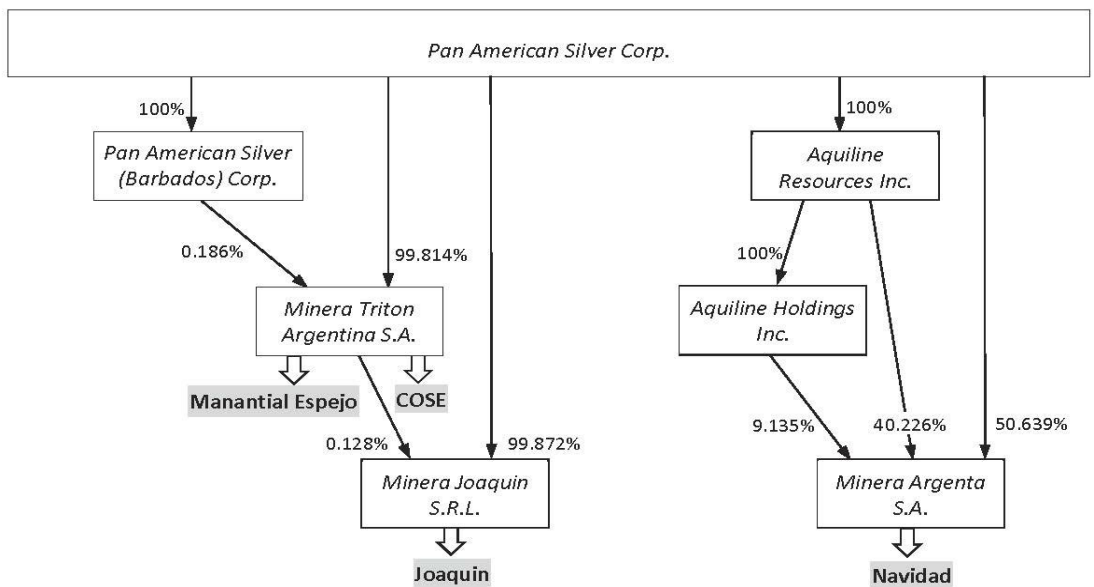 Pan American Silver Corp.
100%
100%
Pan American Silver
(Barbados) Corp.
Aquiline
Resources Inc.
0.186%
99.814%
100%
Minera Triton
Argentina S.A.
Aquiline Holdings
Inc.
Manantial Espejo
COSE
0.128%
99.872%
9.135%
40.226%
50.639%
Minera Joaquin
S.R.L.
Minera Argenta
S.A.
Joaquin
Navidad